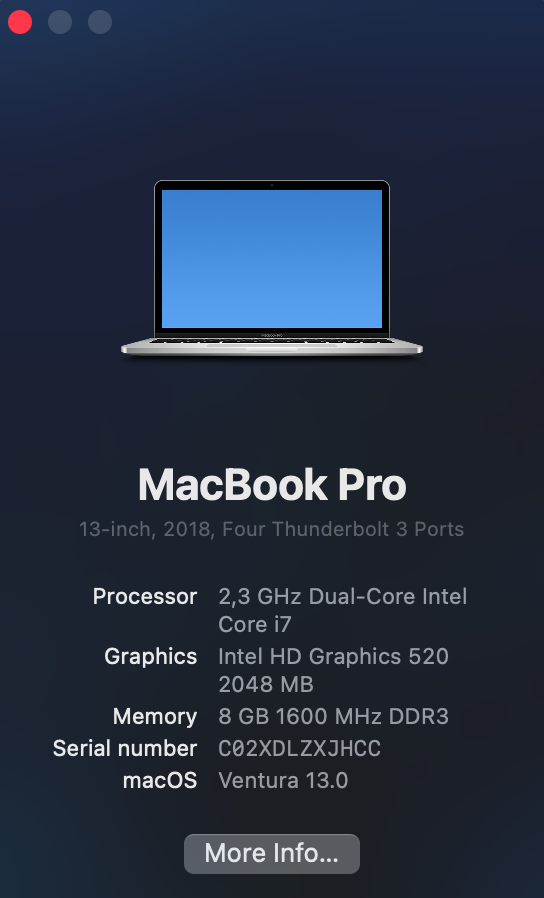 MacBook Pro
13-inch, 2018, Four Thunderbolt 3 Ports
Processor 2,3 GHz Dual-Core Intel
Core i7
Graphics Intel HD Graphics 520
2048 MB
Memory 8 GB 1600 MHz DDR3
Serial number C02XDLZXJHCC
macOS Ventura 13.0
More Info...